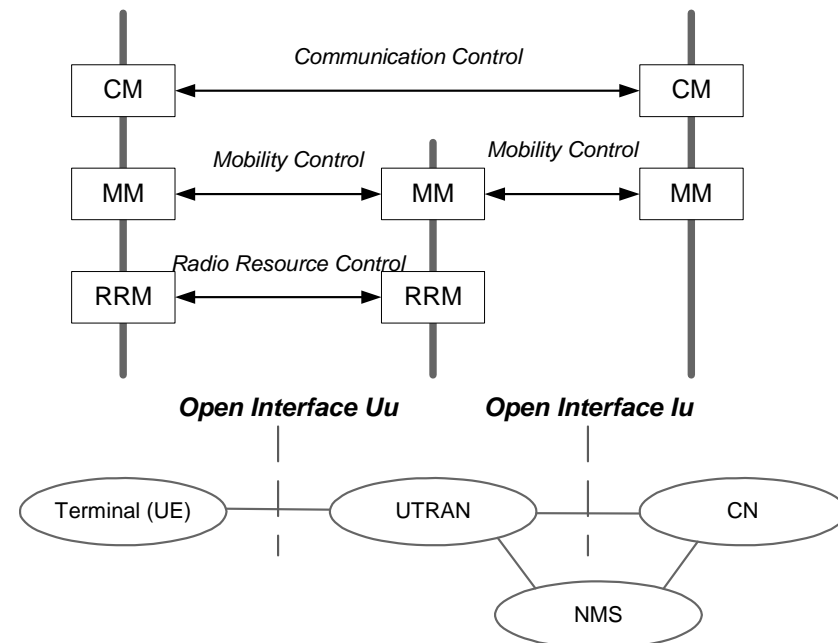 Communication Control
CM
CM
Mobility Control
Mobility Control
MM
MM
MM
Radio Resource Control
RRM
RRM
Open Interface Uu
Open Interface Iu
Terminal (UE)
UTRAN
CN
NMS